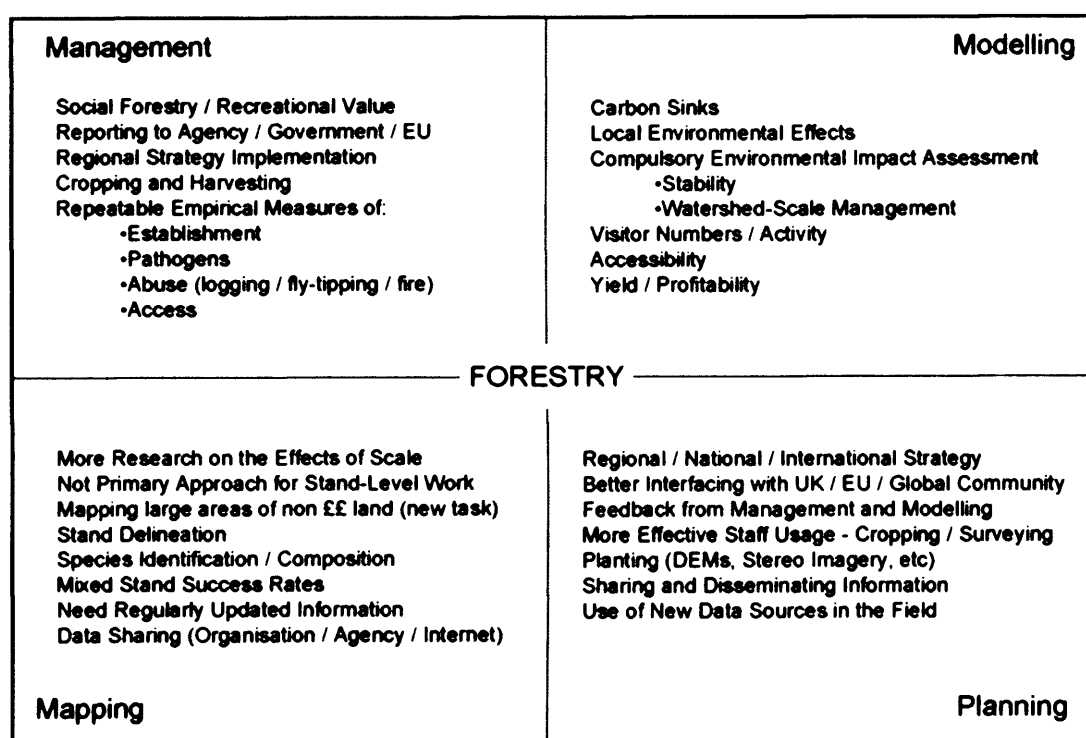 Management
Social Forestry / Recreational Value
Reporting to Agency / Government / EU
Regional Strategy Implementation
Cropping and Harvesting
Repeatable Empirical Measures of:
•Establishment
•Pathogens
•Abuse (logging / fly-tipping / fire)
•Access
Modelling
Carbon Sinks
Local Environmental Effects
Compulsory Environmental Impact Assessment
•Stability
•Watershed-Scale Management
Visitor Numbers / Activity
Accessibility
Yield / Profitability
FORESTRY
More Research on the Effects of Scale
Not Primary Approach for Stand-Level Work
Mapping large areas of non ££ land (new task)
Stand Delineation
Species Identification / Composition
Mixed Stand Success Rates
Need Regularly Updated Information
Data Sharing (Organisation / Agency / Internet)
Mapping
Regional / National / International Strategy
Better Interfacing with UK / EU / Global Community
Feedback from Management and Modelling
More Effective Staff Usage - Cropping / Surveying
Planting (DEMs, Stereo Imagery, etc)
Sharing and Disseminating Information
Use of New Data Sources in the Field
Planning